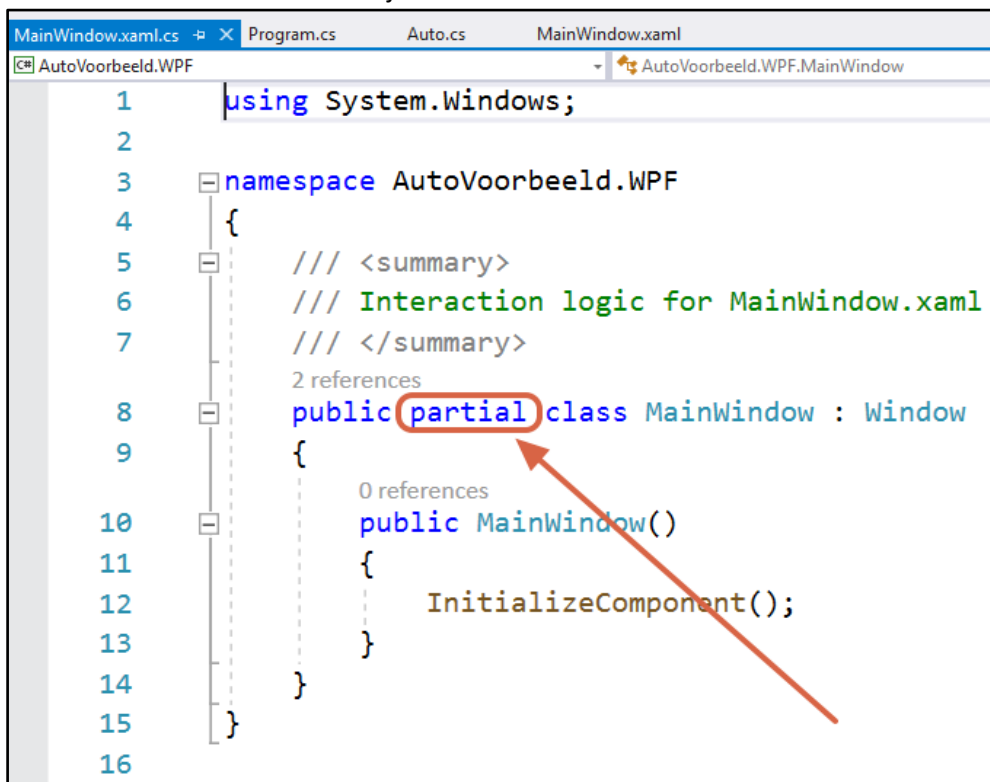 MainWindow.xaml.cs Program.cs Auto.cs MainWindow.xaml
C# AutoVoorbeeld.WPF AutoVoorbeeld.WPF.MainWindow
1 using System.Windows;
2
3 namespace AutoVoorbeeld.WPF
4 {
5 /// <summary>
6 /// Interaction logic for MainWindow.xaml
7 /// </summary>
2 references
8 public partial class MainWindow : Window
9 {
0 references
10 public MainWindow()
11 {
12 InitializeComponent();
13 }
14 }
15 }
16